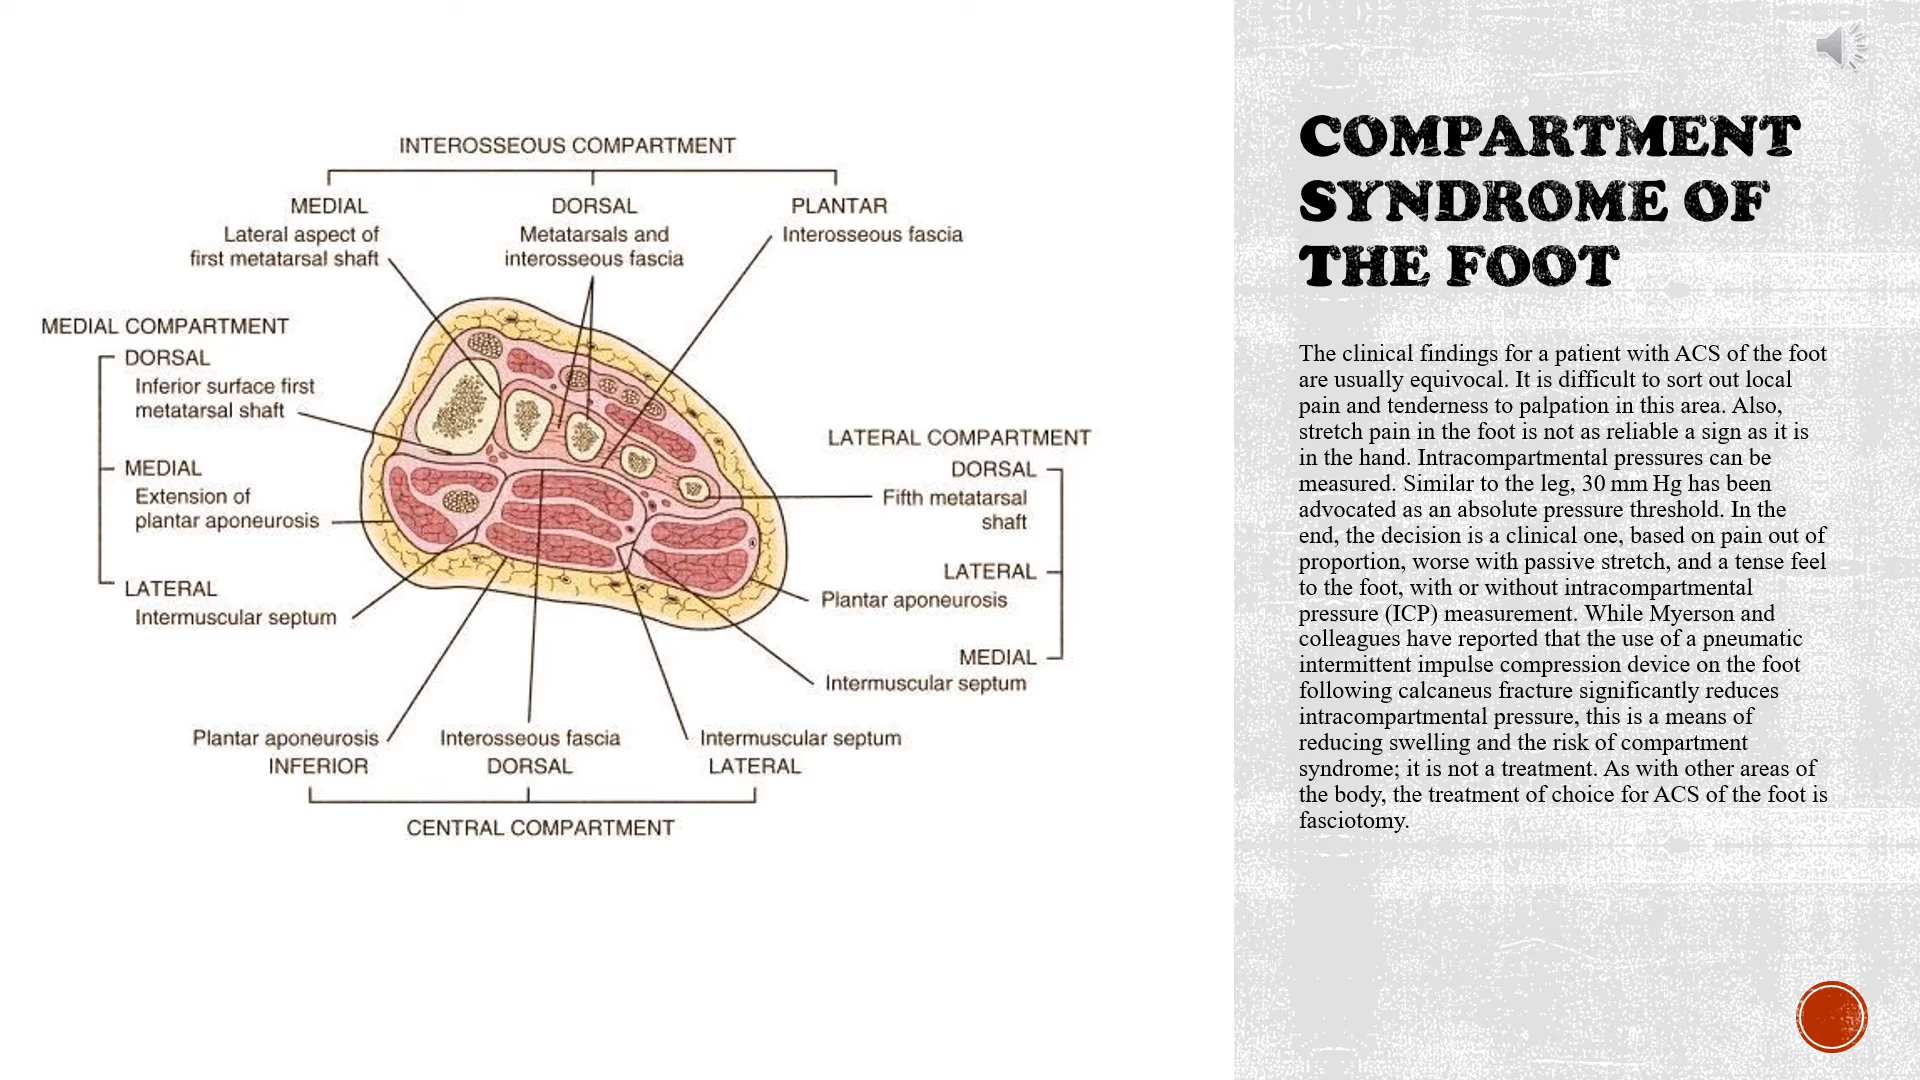 INTEROSSEOUS COMPARTMENT
MEDIAL
Lateral aspect of
first metatarsal shaft
DORSAL
Metatarsals and
interosseous fascia
PLANTAR
Interosseous fascia
MEDIAL COMPARTMENT
DORSAL
Inferior surface first
metatarsal shaft
MEDIAL
Extension of
plantar aponeurosis
LATERAL
Intermuscular septum
LATERAL COMPARTMENT
DORSAL
Fifth metatarsal
shaft
LATERAL
Plantar aponeurosis
MEDIAL
Intermuscular septum
Plantar aponeurosis
INFERIOR
Interosseous fascia
DORSAL
Intermuscular septum
LATERAL
CENTRAL COMPARTMENT
COMPARTMENT
SYNDROME OF
THE FOOT
The clinical findings for a patient with ACS of the foot
are usually equivocal. It is difficult to sort out local
pain and tenderness to palpation in this area. Also,
stretch pain in the foot is not as reliable a sign as it is
in the hand. Intracompartmental pressures can be
measured. Similar to the leg, 30 mm Hg has been
advocated as an absolute pressure threshold. In the
end, the decision is a clinical one, based on pain out of
proportion, worse with passive stretch, and a tense feel
to the foot, with or without intracompartmental
pressure (ICP) measurement. While Myerson and
colleagues have reported that the use of a pneumatic
intermittent impulse compression device on the foot
following calcaneus fracture significantly reduces
intracompartmental pressure, this is a means of
reducing swelling and the risk of compartment
syndrome; it is not a treatment. As with other areas of
the body, the treatment of choice for ACS of the foot is
fasciotomy.